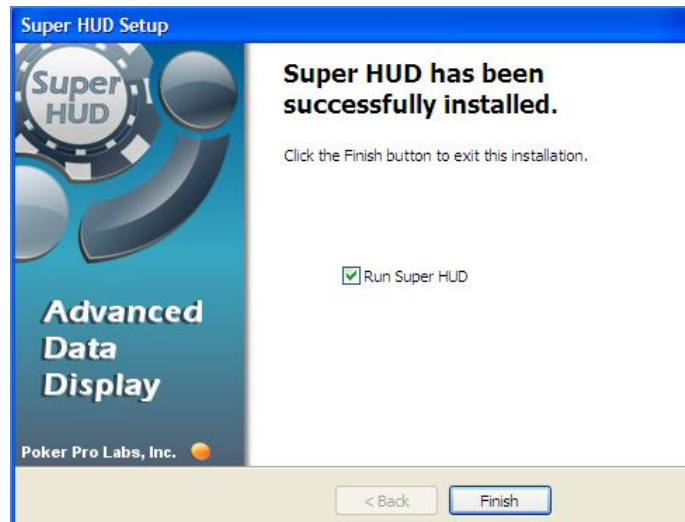 Super HUD Setup
Super
HUD
Super HUD has been
successfully installed.
Click the Finish button to exit this installation.
Run Super HUD
Advanced
Data
Display
Poker Pro Labs, Inc.
< Back
Finish